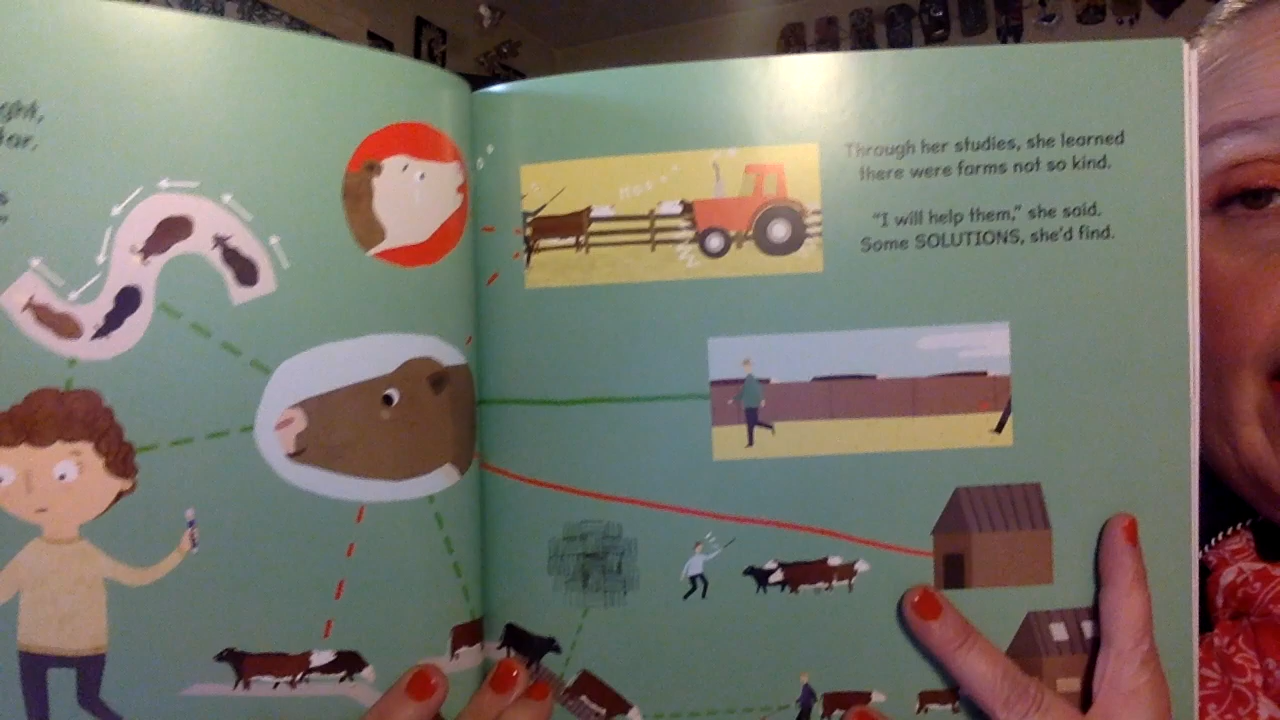 Through her studies, she learned
there were farms not so kind.
"I will help them," she said.
Some SOLUTIONS, she'd find.